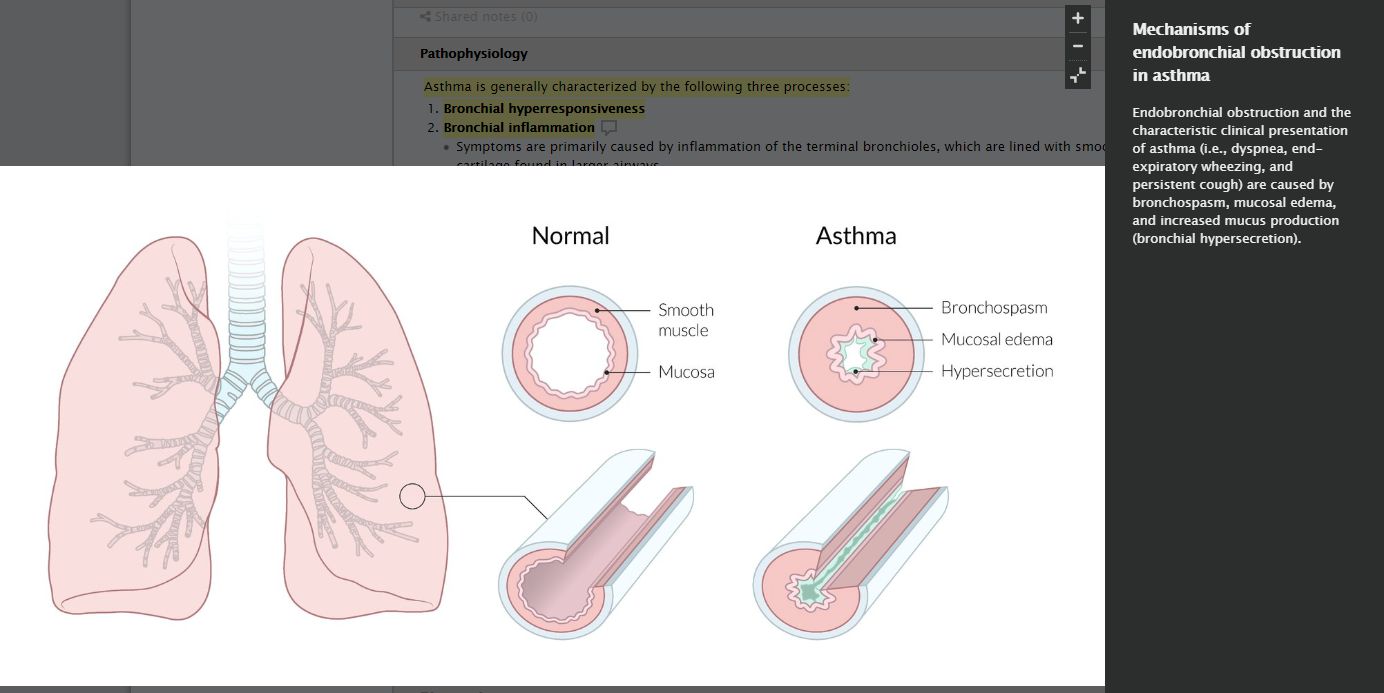 Shared notes (0)
Pathophysiology
Asthma is generally characterized by the following three processes:
1. Bronchial hyperresponsiveness
2. Bronchial inflammation
Symptoms are primarily caused by inflammation of the terminal bronchioles, which are lined with
cartilage found in larger airways
Normal
Asthma
Smooth
muscle
Mucosa
Bronchospasm
Mucosal edema
Hypersecretion
Mechanisms of
endobronchial obstruction
in asthma
Endobronchial obstruction and the
characteristic clinical presentation
of asthma (i.e., dyspnea, end-
expiratory wheezing, and
persistent cough) are caused by
bronchospasm, mucosal edema,
and increased mucus production
(bronchial hypersecretion).